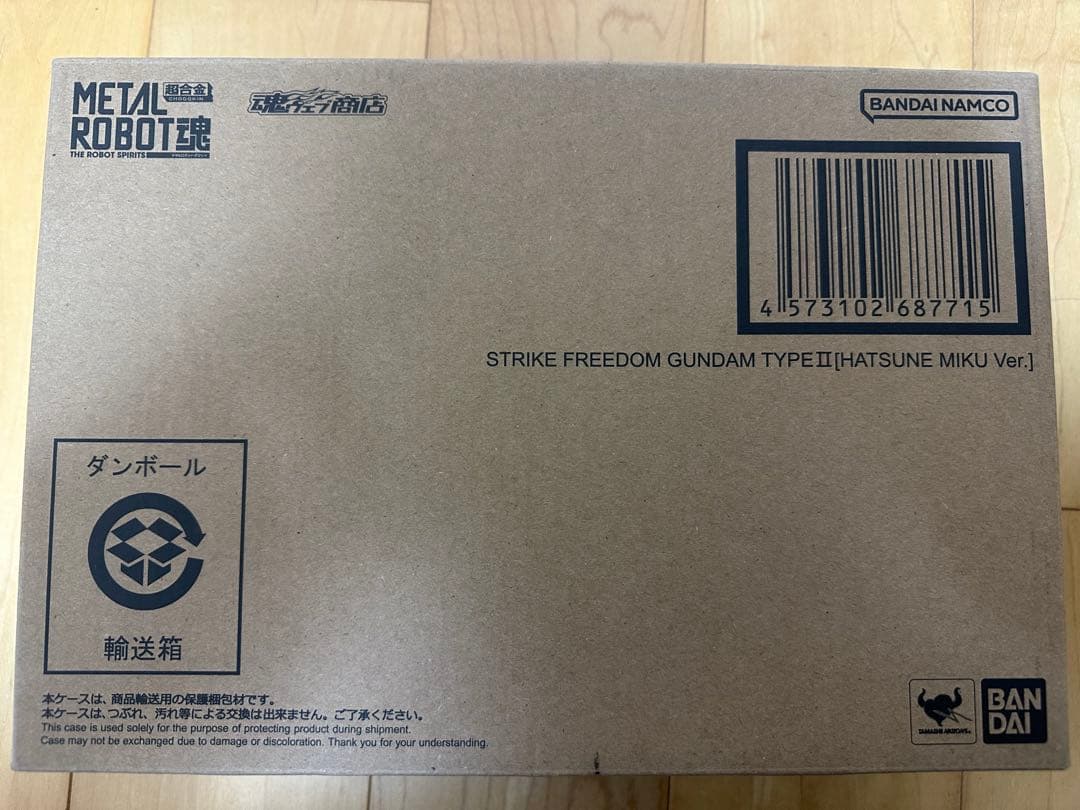 METAL 超合金
CHOGOKIN
ROBOT魂
THE ROBOT SPIRITS
魂ウェブ商店
BANDAI NAMCO
4 573102 687715
STRIKE FREEDOM GUNDAM TYPEⅡ[HATSUNE MIKU Ver.]
ダンボール
輸送箱
本ケースは、商品輸送用の保護梱包材です。
本ケースは、つぶれ、汚れ等による交換は出来ません。ご了承ください。
This case is used solely for the purpose of protecting product during shipment.
Case may not be exchanged due to damage or discoloration. Thank you for your understanding.
TAMASHII NATIONS
BAN
DAI